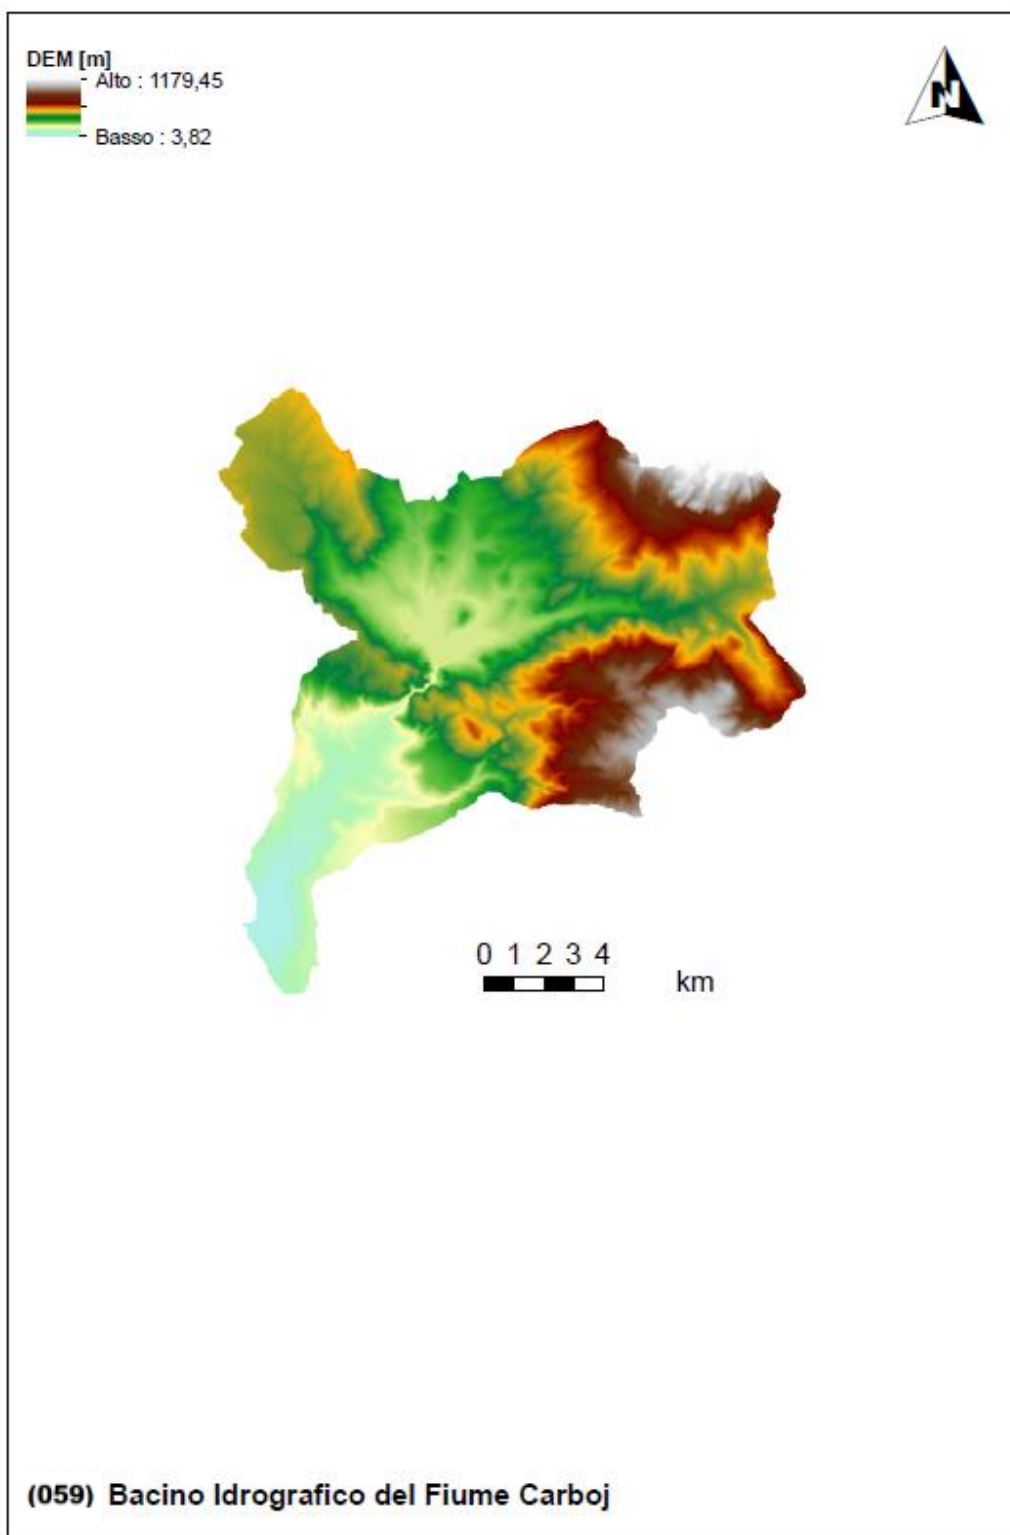 DEM [m]
Alto : 1179,45
Basso : 3,82
N
0 1 2 3 4
km
(059) Bacino Idrografico del Fiume Carboj